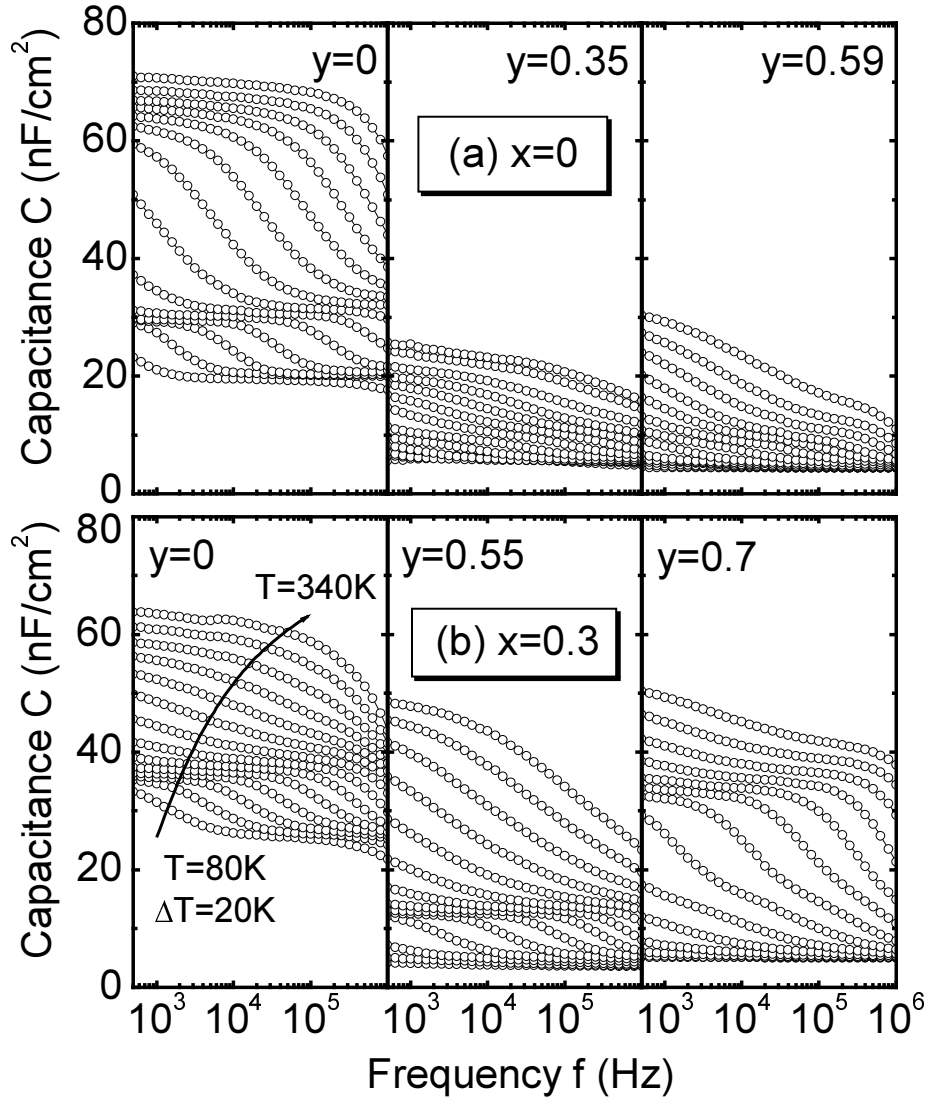 80
60
40
20
0
Capacitance C (nF/cm²)
y=0
y=0.35
y=0.59
(a) x=0
80
60
40
20
0
Capacitance C (nF/cm²)
y=0
y=0.55
y=0.7
T=340K
(b) x=0.3
T=80K
ΔT=20K
10³ 10⁴ 10⁵ 10³ 10⁴ 10⁵ 10³ 10⁴ 10⁵ 10⁶
Frequency f (Hz)